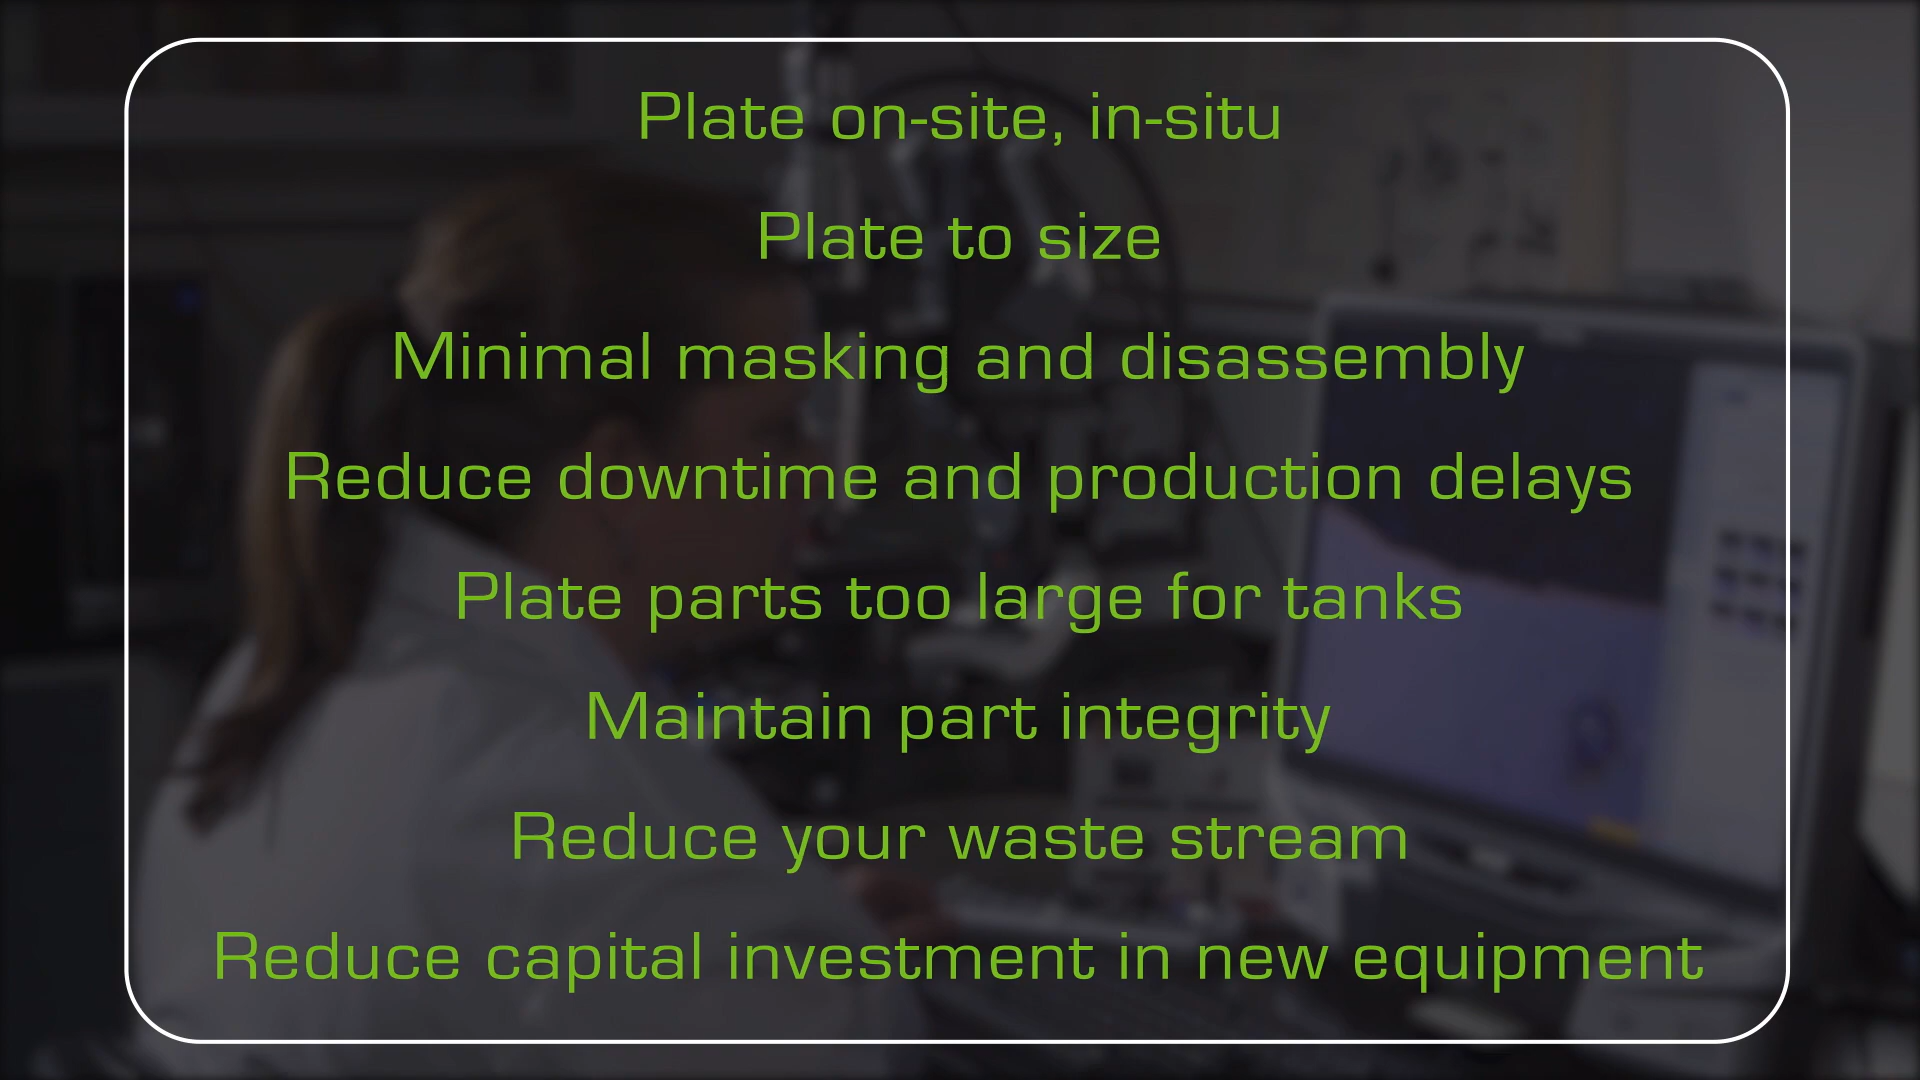 Plate on-site, in-situ
Plate to size
Minimal masking and disassembly
Reduce downtime and production delays
Plate parts too large for tanks
Maintain part integrity
Reduce your waste stream
Reduce capital investment in new equipment